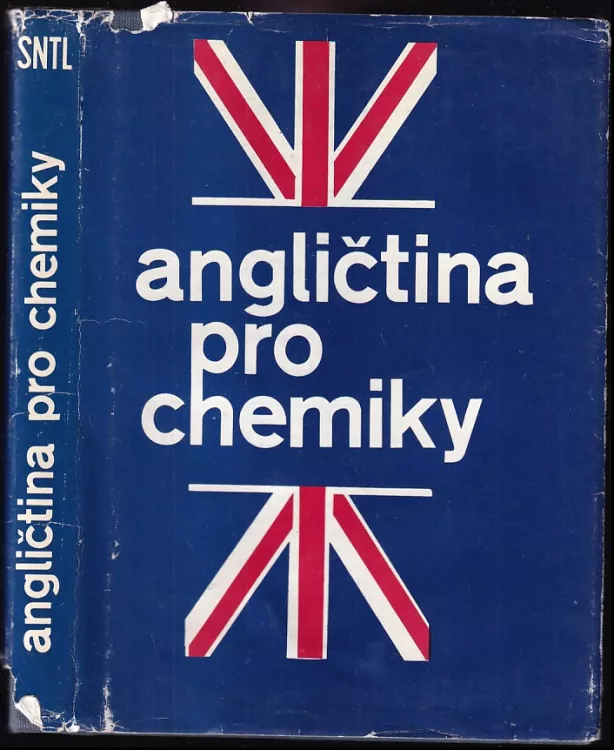 SNTL
angličtina pro chemiky
angličtina
pro
chemiky